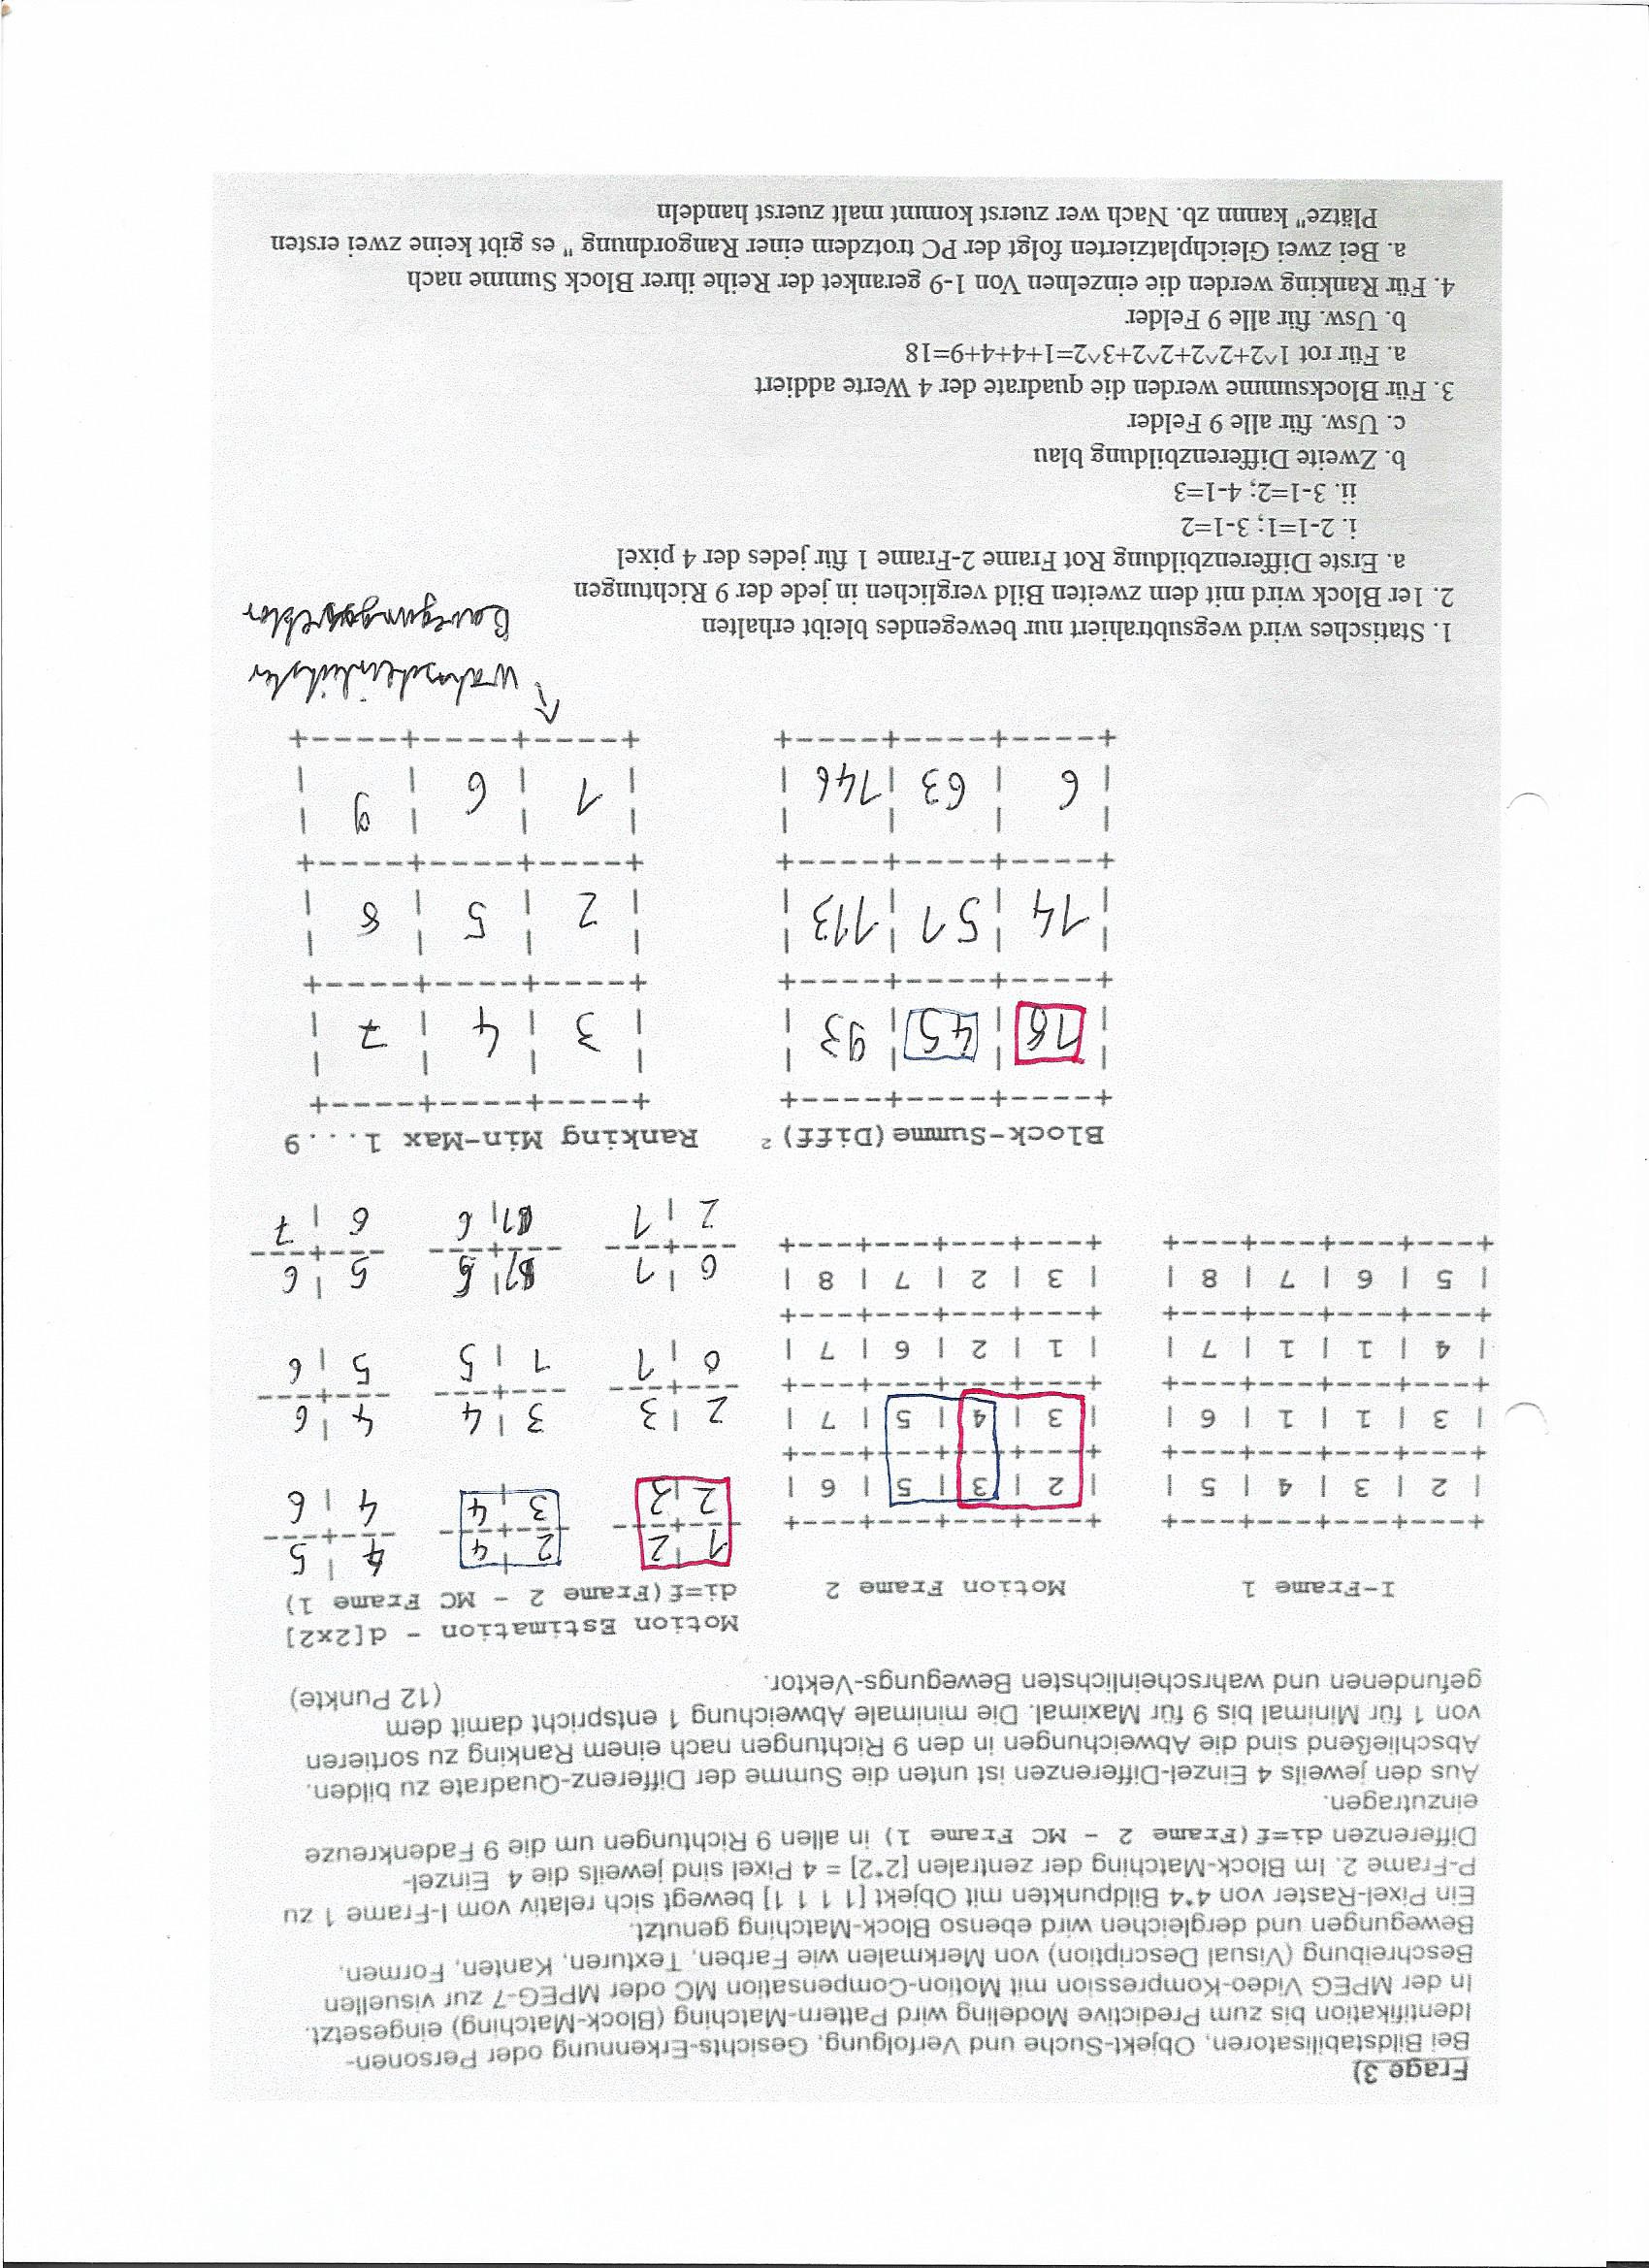 Frage 3)
Bei Bildstabilisatoren, Objekt-Suche und Verfolgung, Gesichts-Erkennung oder Personen-
Identifikation bis zum Predictive Modeling wird Pattern-Matching (Block-Matching) eingesetzt.
In der MPEG Video-Kompression mit Motion-Compensation MC oder MPEG-7 zur visuellen
Beschreibung (Visual Description) von Merkmalen wie Farben, Texturen, Kanten, Formen,
Bewegungen und dergleichen wird ebenso Block-Matching genutzt.
Ein Pixel-Raster von 4*4 Bildpunkten mit Objekt [1 1 1 1] bewegt sich relativ vom I-Frame 1 zu
P-Frame 2. Im Block-Matching der zentralen [2*2] = 4 Pixel sind jeweils die 4 Einzel-
Differenzen di=f(Frame 2 - MC Frame 1) in allen 9 Richtungen um die 9 Fadenkreuze
einzutragen.
Aus den jeweils 4 Einzel-Differenzen ist unten die Summe der Differenz-Quadrate zu bilden.
Abschließend sind die Abweichungen in den 9 Richtungen nach einem Ranking zu sortieren
von 1 für Minimal bis 9 für Maximal. Die minimale Abweichung 1 entspricht damit dem
gefundenen und wahrscheinlichsten Bewegungs-Vektor. (12 Punkte)
Motion Estimation - d[2x2]
I-Frame 1 Motion Frame 2 di=f(Frame 2 - MC Frame 1)
1 2 2 4 4 5
2 3 3 4 4 6
| 2 | 3 | 4 | 5 | | 2 | 3 | 5 | 6 |
| 3 | 1 | 1 | 6 | | 3 | 4 | 5 | 7 |
2 3 3 4 4 6
0 1 1 5 5 6
| 4 | 1 | 1 | 7 | | 1 | 2 | 6 | 7 |
| 5 | 6 | 7 | 8 | | 3 | 2 | 7 | 8 |
0 1 1 5 5 6
2 1 1 6 6 7
Block-Summe(Diff)² Ranking Min-Max 1...9
18 45 93 3 4 7
14 51 113 2 5 8
6 63 146 1 6 9
↑ wahrscheinlichster
Bewegungsvektor
1. Statisches wird wegsubtrahiert nur bewegendes bleibt erhalten
2. 1er Block wird mit dem zweiten Bild verglichen in jede der 9 Richtungen
a. Erste Differenzbildung Rot Frame 2-Frame 1 für jedes der 4 pixel
i. 2-1=1; 3-1=2
ii. 3-1=2; 4-1=3
b. Zweite Differenzbildung blau
c. Usw. für alle 9 Felder
3. Für Blocksumme werden die quadrate der 4 Werte addiert
a. Für rot 1^2+2^2+2^2+3^2=1+4+4+9=18
b. Usw. für alle 9 Felder
4. Für Ranking werden die einzelnen Von 1-9 geranket der Reihe ihrer Block Summe nach
a. Bei zwei Gleichplatzierten folgt der PC trotzdem einer Rangordnung " es gibt keine zwei ersten
Plätze" kannn zb. Nach wer zuerst kommt malt zuerst handeln